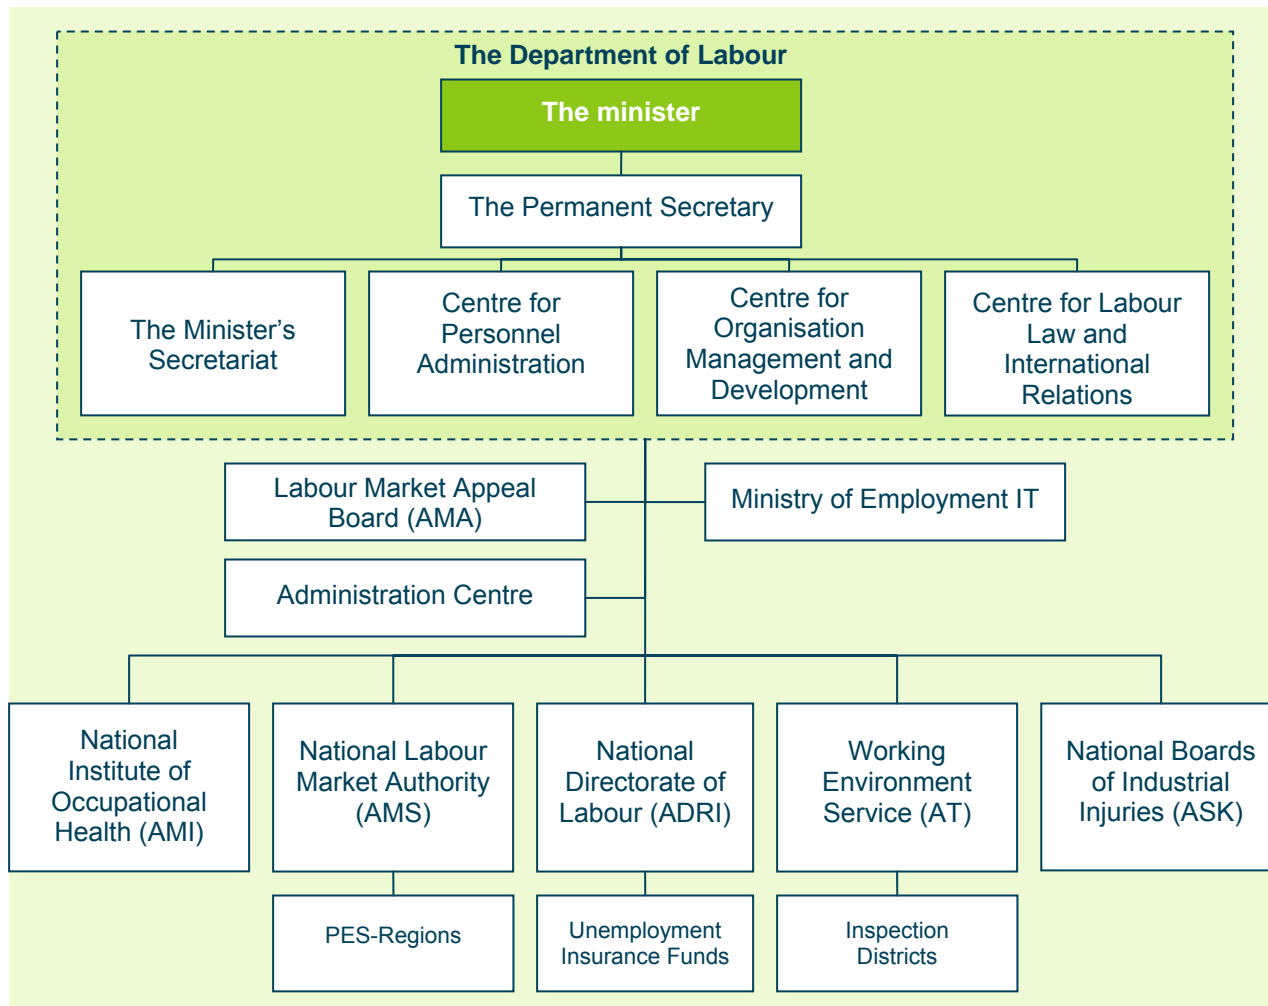 The Department of Labour
The minister
The Permanent Secretary
The Minister’s
Secretariat
Centre for
Personnel
Administration
Centre for
Organisation
Management and
Development
Centre for Labour
Law and
International
Relations
Labour Market Appeal
Board (AMA)
Ministry of Employment IT
Administration Centre
National
Institute of
Occupational
Health (AMI)
National Labour
Market Authority
(AMS)
National
Directorate of
Labour (ADRI)
Working
Environment
Service (AT)
National Boards
of Industrial
Injuries (ASK)
PES-Regions
Unemployment
Insurance Funds
Inspection
Districts